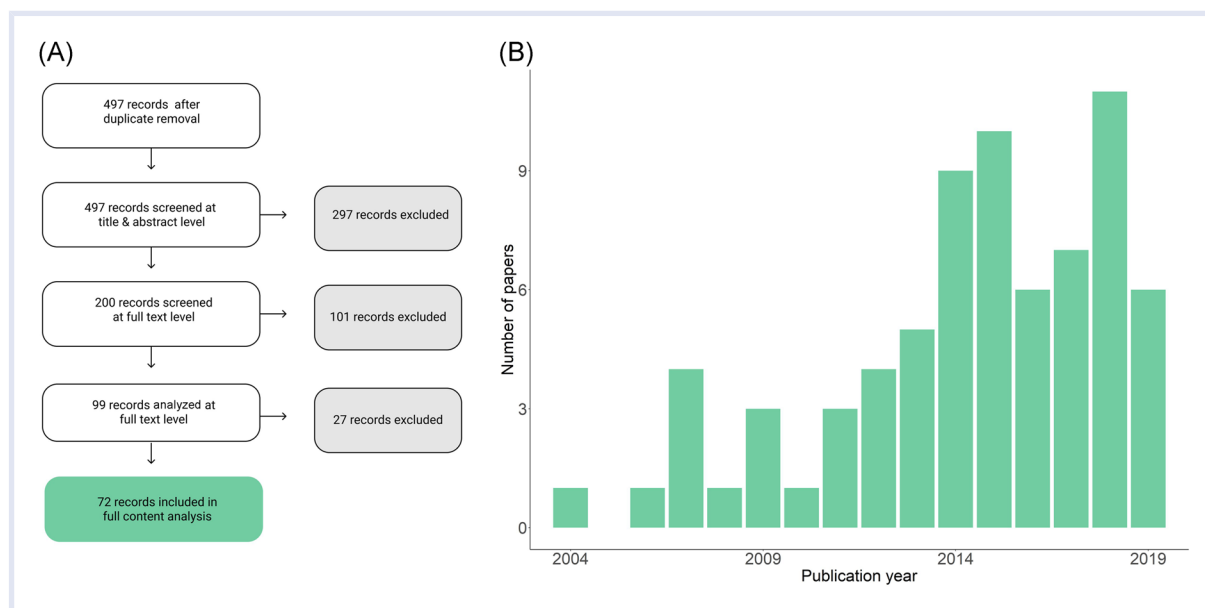 (A)
497 records after
duplicate removal
497 records screened at
title & abstract level
297 records excluded
200 records screened
at full text level
101 records excluded
99 records analyzed at
full text level
27 records excluded
72 records included in
full content analysis
(B)
Number of papers
9
6
3
0
2004
2009
2014
2019
Publication year